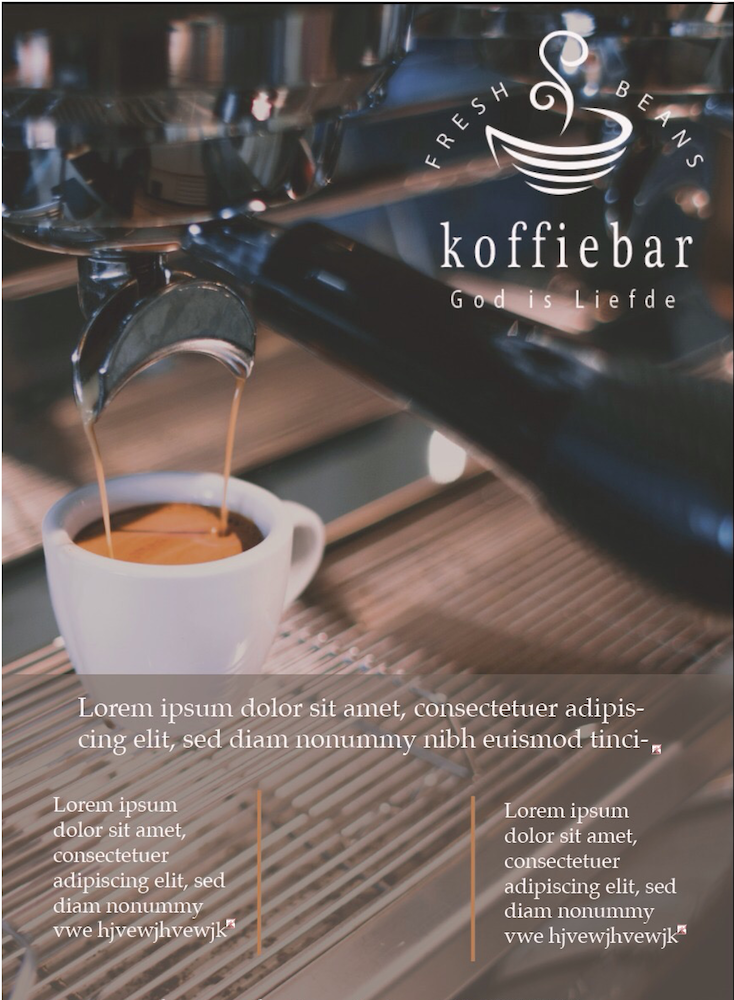 FRESH BEANS
koffiebar
God is Liefde
Lorem ipsum dolor sit amet, consectetuer adipis-
cing elit, sed diam nonummy nibh euismod tinci-
Lorem ipsum
dolor sit amet,
consectetuer
adipiscing elit, sed
diam nonummy
vwe hjvewjhvewjk
Lorem ipsum
dolor sit amet,
consectetuer
adipiscing elit, sed
diam nonummy
vwe hjvewjhvewjk